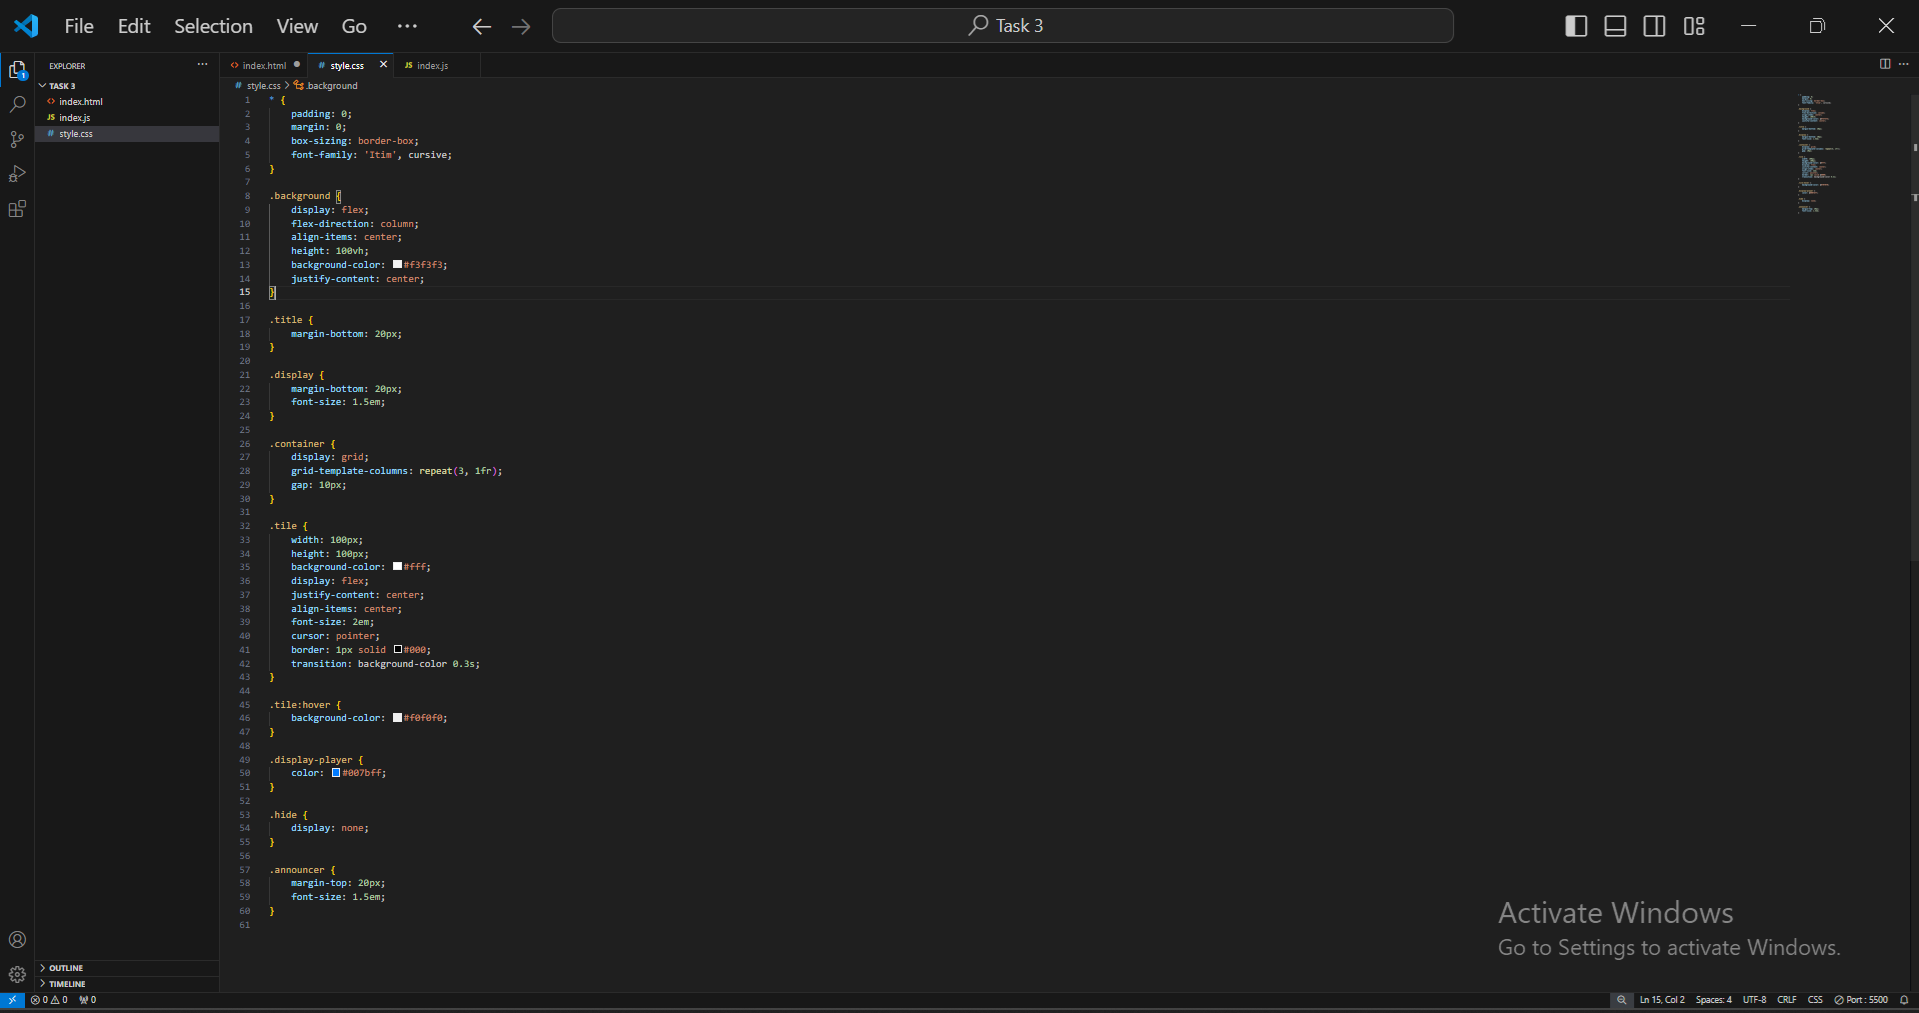 File Edit Selection View Go ··· Task 3
EXPLORER ···
TASK 3
index.html
JS index.js
# style.css
OUTLINE
TIMELINE
index.html # style.css JS index.js
# style.css > .background
1 * {
2 padding: 0;
3 margin: 0;
4 box-sizing: border-box;
5 font-family: 'Itim', cursive;
6 }
7
8 .background {
9 display: flex;
10 flex-direction: column;
11 align-items: center;
12 height: 100vh;
13 background-color: #f3f3f3;
14 justify-content: center;
15 }
16
17 .title {
18 margin-bottom: 20px;
19 }
20
21 .display {
22 margin-bottom: 20px;
23 font-size: 1.5em;
24 }
25
26 .container {
27 display: grid;
28 grid-template-columns: repeat(3, 1fr);
29 gap: 10px;
30 }
31
32 .tile {
33 width: 100px;
34 height: 100px;
35 background-color: #fff;
36 display: flex;
37 justify-content: center;
38 align-items: center;
39 font-size: 2em;
40 cursor: pointer;
41 border: 1px solid #000;
42 transition: background-color 0.3s;
43 }
44
45 .tile:hover {
46 background-color: #f0f0f0;
47 }
48
49 .display-player {
50 color: #007bff;
51 }
52
53 .hide {
54 display: none;
55 }
56
57 .announcer {
58 margin-top: 20px;
59 font-size: 1.5em;
60 }
61
Activate Windows
Go to Settings to activate Windows.
0 0 0 Ln 15, Col 2 Spaces: 4 UTF-8 CRLF CSS Port : 5500